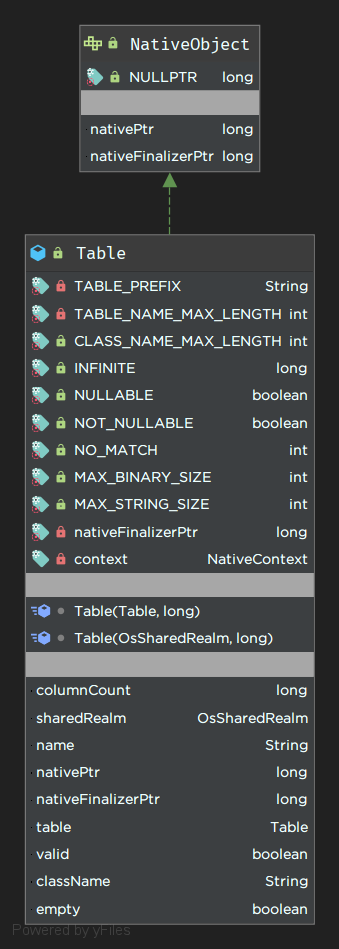 NativeObject
NULLPTR long
nativePtr long
nativeFinalizerPtr long
Table
TABLE_PREFIX String
TABLE_NAME_MAX_LENGTH int
CLASS_NAME_MAX_LENGTH int
INFINITE long
NULLABLE boolean
NOT_NULLABLE boolean
NO_MATCH int
MAX_BINARY_SIZE int
MAX_STRING_SIZE int
nativeFinalizerPtr long
context NativeContext
Table(Table, long)
Table(OsSharedRealm, long)
columnCount long
sharedRealm OsSharedRealm
name String
nativePtr long
nativeFinalizerPtr long
table Table
valid boolean
className String
empty boolean
Powered by yFiles